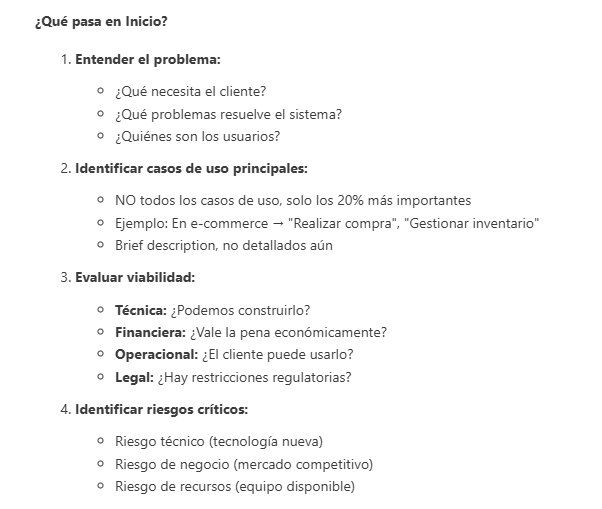 ¿Qué pasa en Inicio?
1. Entender el problema:
○ ¿Qué necesita el cliente?
○ ¿Qué problemas resuelve el sistema?
○ ¿Quiénes son los usuarios?
2. Identificar casos de uso principales:
○ NO todos los casos de uso, solo los 20% más importantes
○ Ejemplo: En e-commerce → "Realizar compra", "Gestionar inventario"
○ Brief description, no detallados aún
3. Evaluar viabilidad:
○ Técnica: ¿Podemos construirlo?
○ Financiera: ¿Vale la pena económicamente?
○ Operacional: ¿El cliente puede usarlo?
○ Legal: ¿Hay restricciones regulatorias?
4. Identificar riesgos críticos:
○ Riesgo técnico (tecnología nueva)
○ Riesgo de negocio (mercado competitivo)
○ Riesgo de recursos (equipo disponible)